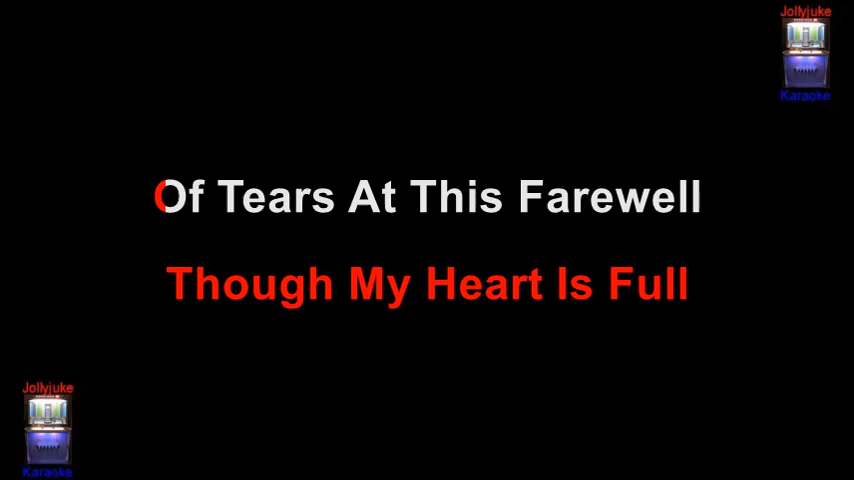 Jollyjuke
Karaoke
Of Tears At This Farewell
Though My Heart Is Full
Jollyjuke
Karaoke